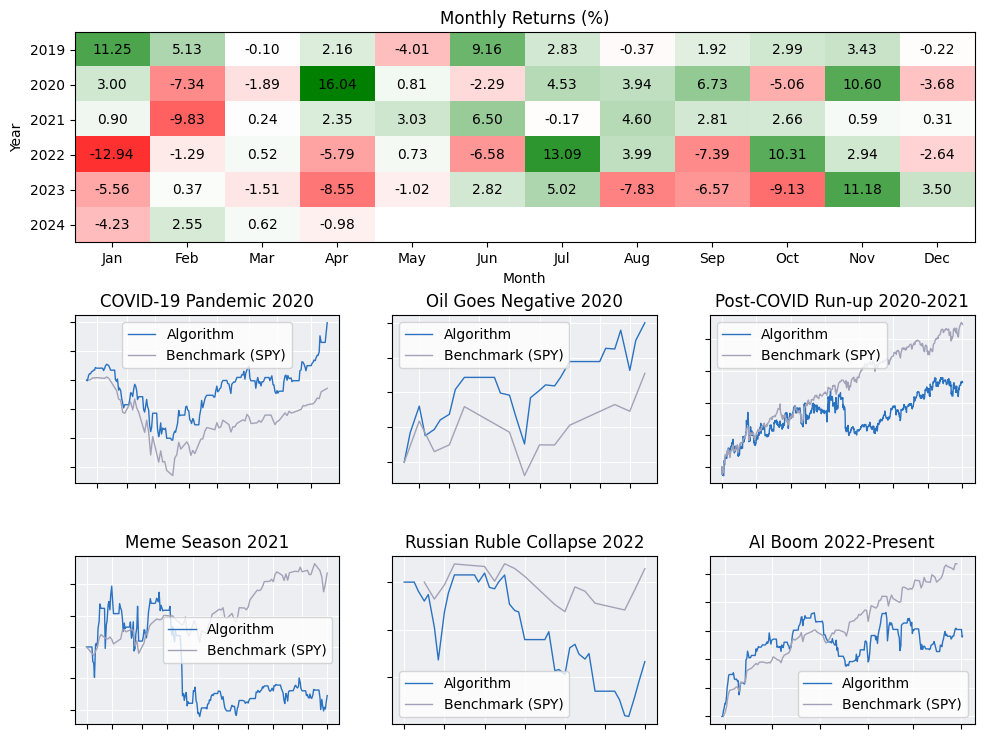 Monthly Returns (%)
2019 11.25 5.13 -0.10 2.16 -4.01 9.16 2.83 -0.37 1.92 2.99 3.43 -0.22
2020 3.00 -7.34 -1.89 16.04 0.81 -2.29 4.53 3.94 6.73 -5.06 10.60 -3.68
2021 0.90 -9.83 0.24 2.35 3.03 6.50 -0.17 4.60 2.81 2.66 0.59 0.31
2022 -12.94 -1.29 0.52 -5.79 0.73 -6.58 13.09 3.99 -7.39 10.31 2.94 -2.64
2023 -5.56 0.37 -1.51 -8.55 -1.02 2.82 5.02 -7.83 -6.57 -9.13 11.18 3.50
2024 -4.23 2.55 0.62 -0.98
Year
Jan Feb Mar Apr May Jun Jul Aug Sep Oct Nov Dec
Month
COVID-19 Pandemic 2020
Algorithm
Benchmark (SPY)
Oil Goes Negative 2020
Algorithm
Benchmark (SPY)
Post-COVID Run-up 2020-2021
Algorithm
Benchmark (SPY)
Meme Season 2021
Algorithm
Benchmark (SPY)
Russian Ruble Collapse 2022
Algorithm
Benchmark (SPY)
AI Boom 2022-Present
Algorithm
Benchmark (SPY)